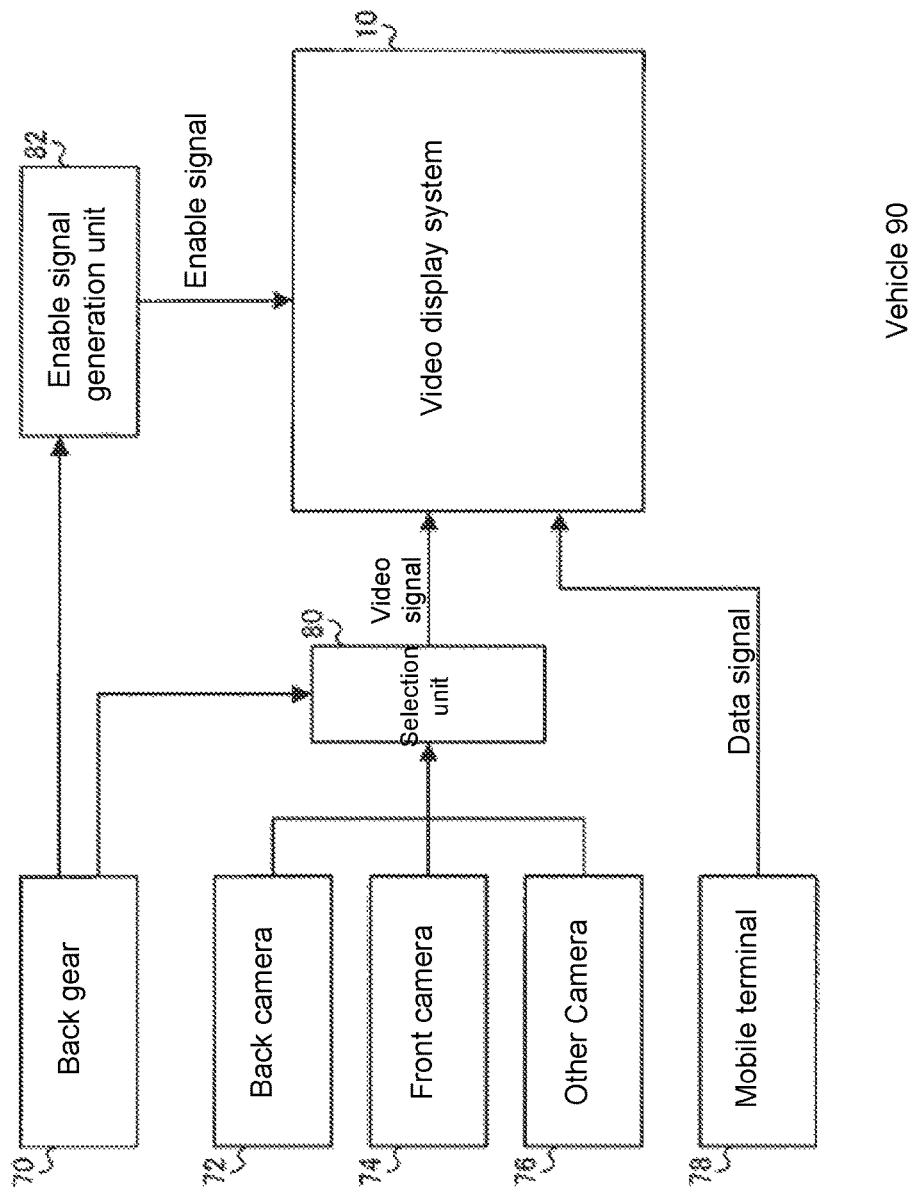 70
Back gear
82
Enable signal
generation unit
Enable signal
72
Back camera
74
Front camera
76
Other Camera
80
Selection
unit
Video
signal
10
Video display system
78
Mobile terminal
Data signal
Vehicle 90